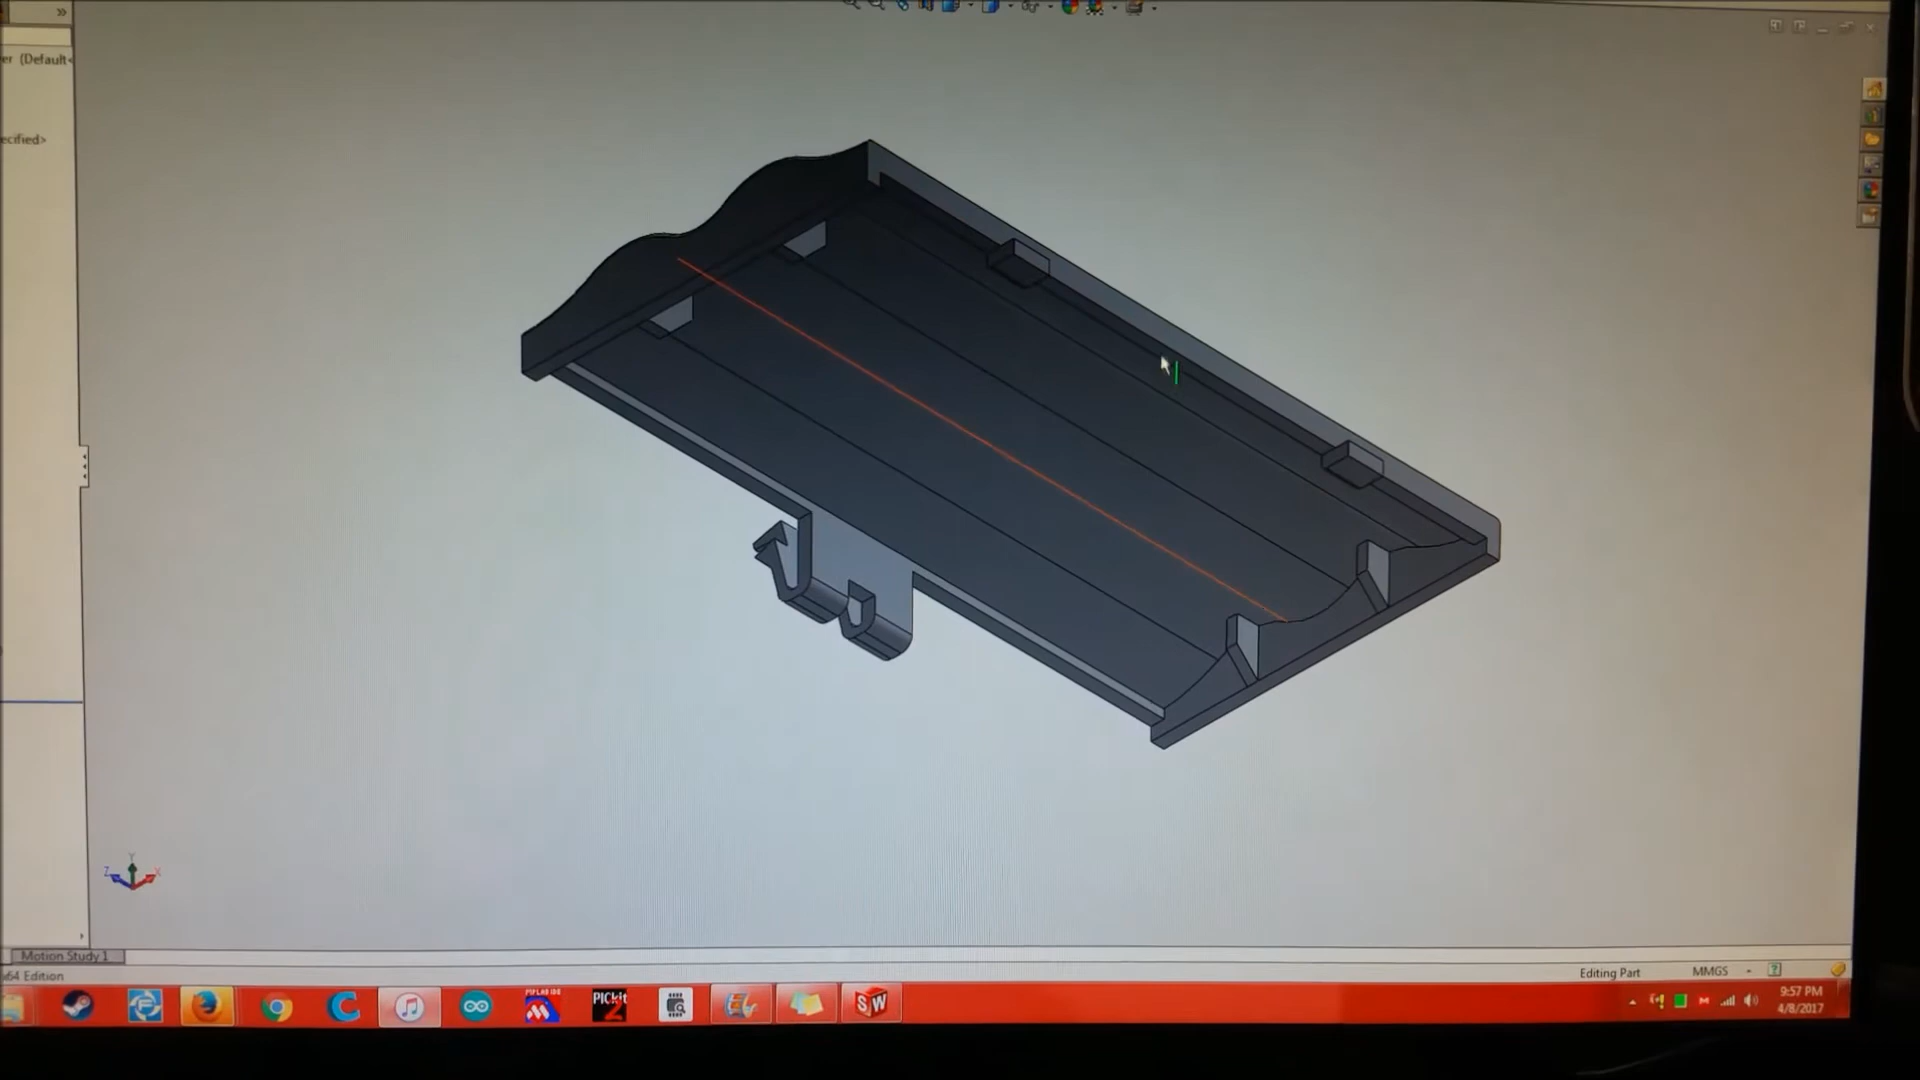 er (Default<
ecified>
Y
Z
X
Motion Study 1
x64 Edition
Editing Part
MMGS
PICkit
2
SW
9:57 PM
4/8/2017